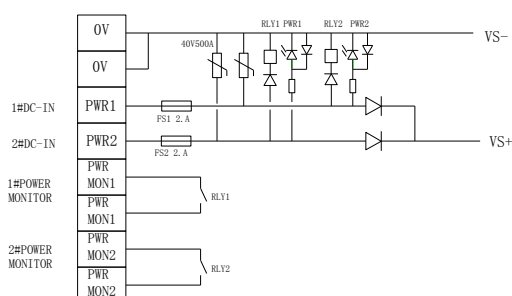 0V
RLY1 PWR1 RLY2 PWR2
VS-
40V500A
0V
1#DC-IN PWR1
FS1 2.A
2#DC-IN PWR2
VS+
FS2 2.A
1#POWER
MONITOR
PWR
MON1
RLY1
PWR
MON1
2#POWER
MONITOR
PWR
MON2
RLY2
PWR
MON2